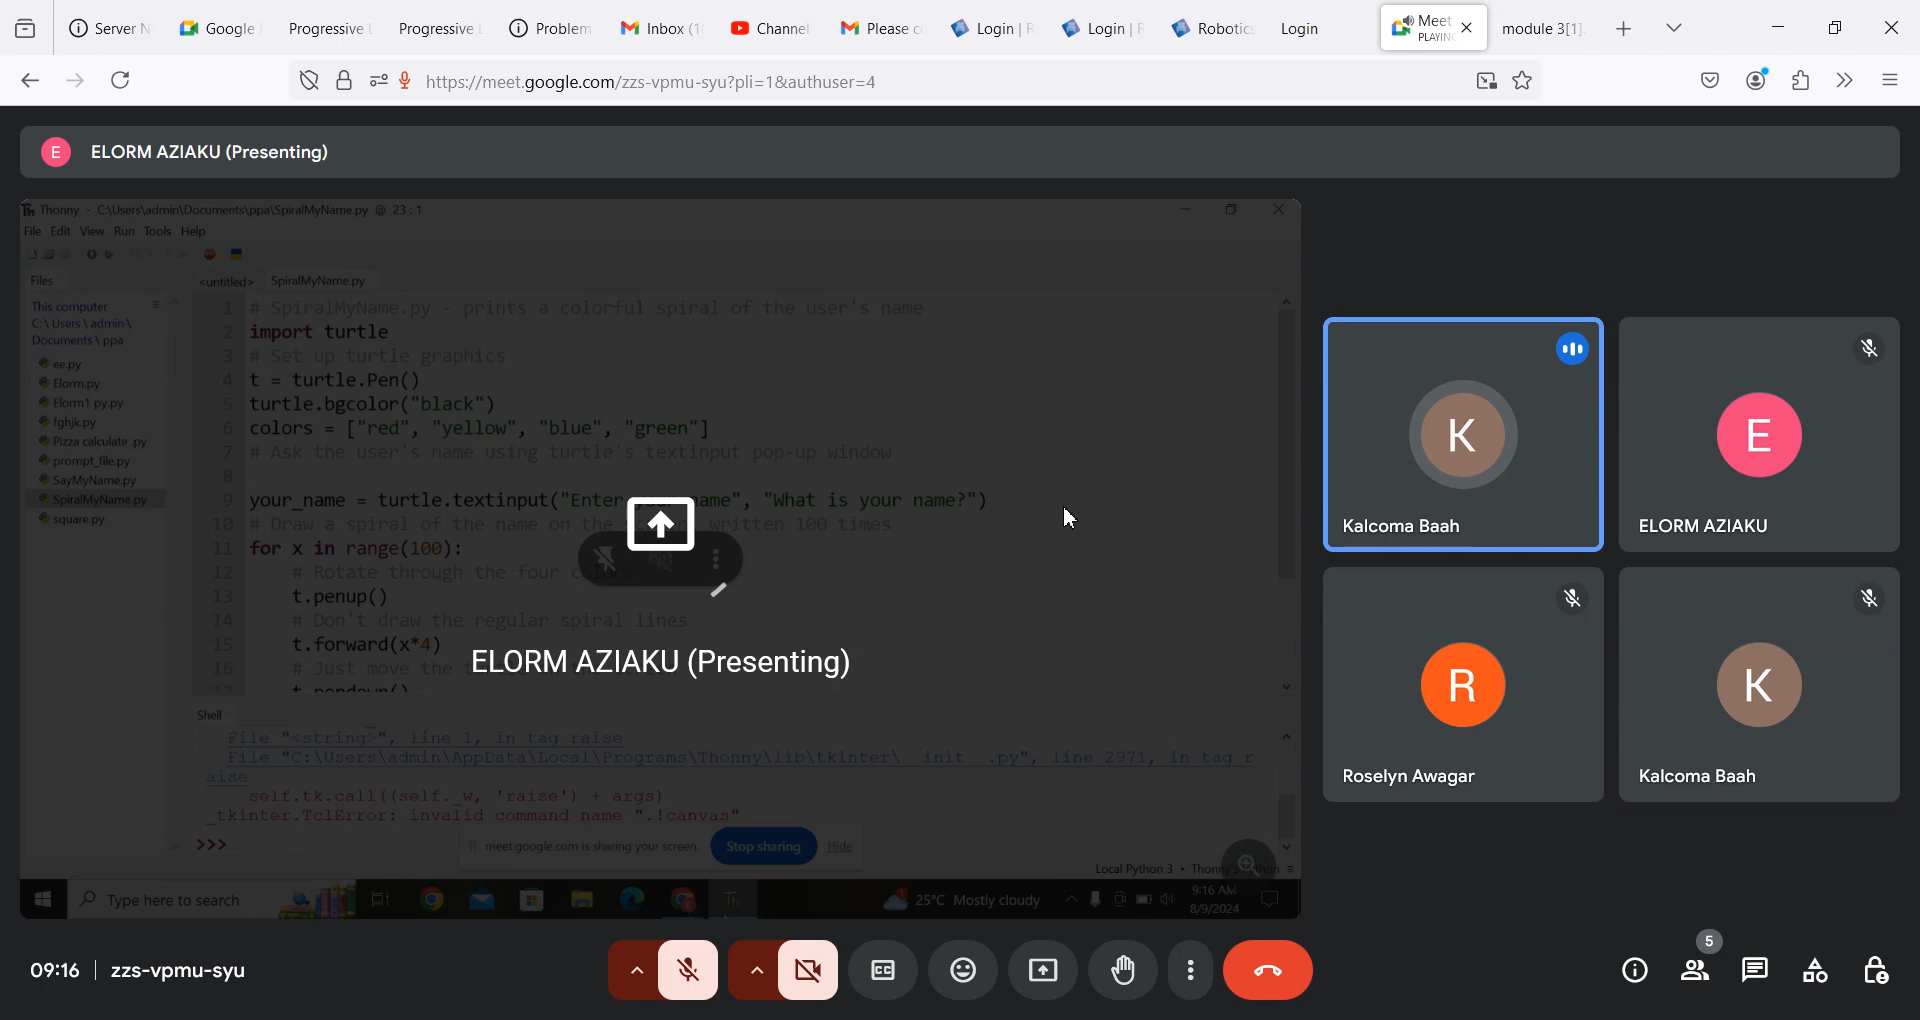 Server N
Google
Progressive
Progressive
Problem
Inbox (1
Channel
Please c
Login | R
Login | R
Robotic
Login
Meet
PLAYING
module 3[1].
https://meet.google.com/zzs-vpmu-syu?pli=1&authuser=4
E ELORM AZIAKU (Presenting)
Th Thonny - C:\Users\admin\Documents\ppa\SpiralMyName.py @ 23 : 1
File Edit View Run Tools Help
Files
This computer
C: \ Users \ admin \
Documents \ ppa
ee.py
Elorm.py
Elorm1 py.py
fghjk.py
Pizza calculate .py
prompt_file.py
SayMyName.py
SpiralMyName.py
square.py
<untitled> SpiralMyName.py
1 # SpiralMyName.py - prints a colorful spiral of the user's name
2 import turtle
3 # Set up turtle graphics
4 t = turtle.Pen()
5 turtle.bgcolor("black")
6 colors = ["red", "yellow", "blue", "green"]
7 # Ask the user's name using turtle's textinput pop-up window
8
9 your_name = turtle.textinput("Enter your name", "What is your name?")
10 # Draw a spiral of the name on the written 100 times
11 for x in range(100):
12 # Rotate through the four
13 t.penup()
14 # Don't draw the regular spiral lines
15 t.forward(x*4)
16 # Just move the
17 t.pendown()
ELORM AZIAKU (Presenting)
Shell
File "<string>", line 1, in tag_raise
File "C:\Users\admin\AppData\Local\Programs\Thonny\lib\tkinter\__init__.py", line 2971, in tag_r
aise
self.tk.call((self._w, 'raise') + args)
_tkinter.TclError: invalid command name ".!canvas"
>>>
meet.google.com is sharing your screen. Stop sharing Hide
Local Python 3 • Thonny's Python
Type here to search
25°C Mostly cloudy
9:16 AM
8/9/2024
K
Kalcoma Baah
E
ELORM AZIAKU
R
Roselyn Awagar
K
Kalcoma Baah
09:16 | zzs-vpmu-syu
CC
5